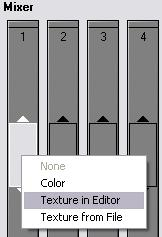 Mixer
1 2 3 4
None
Color
Texture in Editor
Texture from File